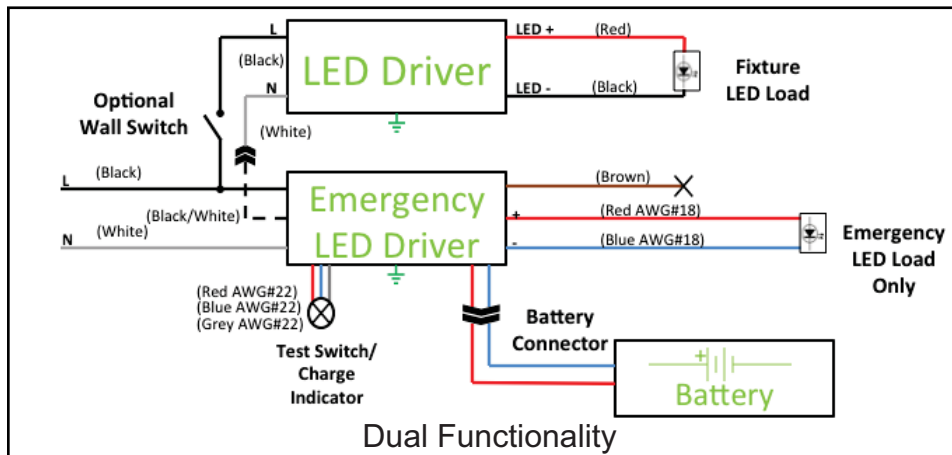 L
(Black)
LED Driver
N
(White)
LED +
(Red)
LED -
(Black)
Fixture
LED Load
Optional
Wall Switch
L
(Black)
(Black/White)
N
(White)
Emergency
LED Driver
(Brown)
+
(Red AWG#18)
-
(Blue AWG#18)
Emergency
LED Load
Only
(Red AWG#22)
(Blue AWG#22)
(Grey AWG#22)
Test Switch/
Charge
Indicator
Battery
Connector
+
Battery
Dual Functionality